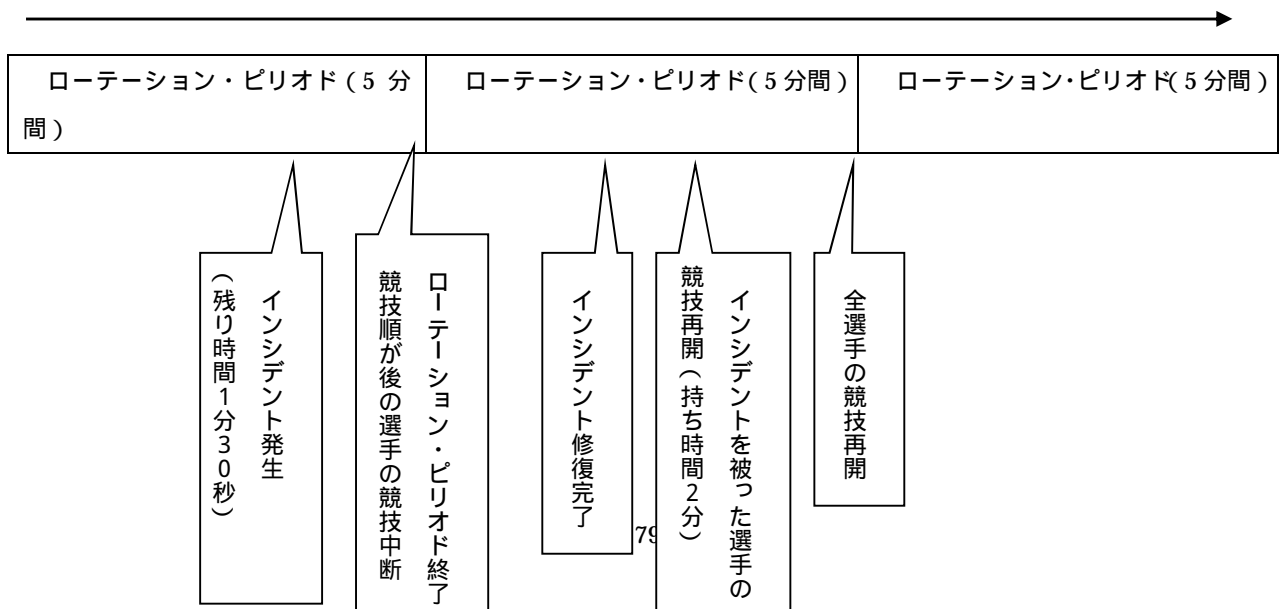 ローテーション・ピリオド(5 分
間)
ローテーション・ピリオド(5分間)
ローテーション・ピリオド(5分間)
インシデント発生
(残り時間1分30秒)
ローテーション・ピリオド終了
競技順が後の選手の競技中断
インシデント修復完了
インシデントを被った選手の
競技再開(持ち時間2分)
全選手の競技再開
79